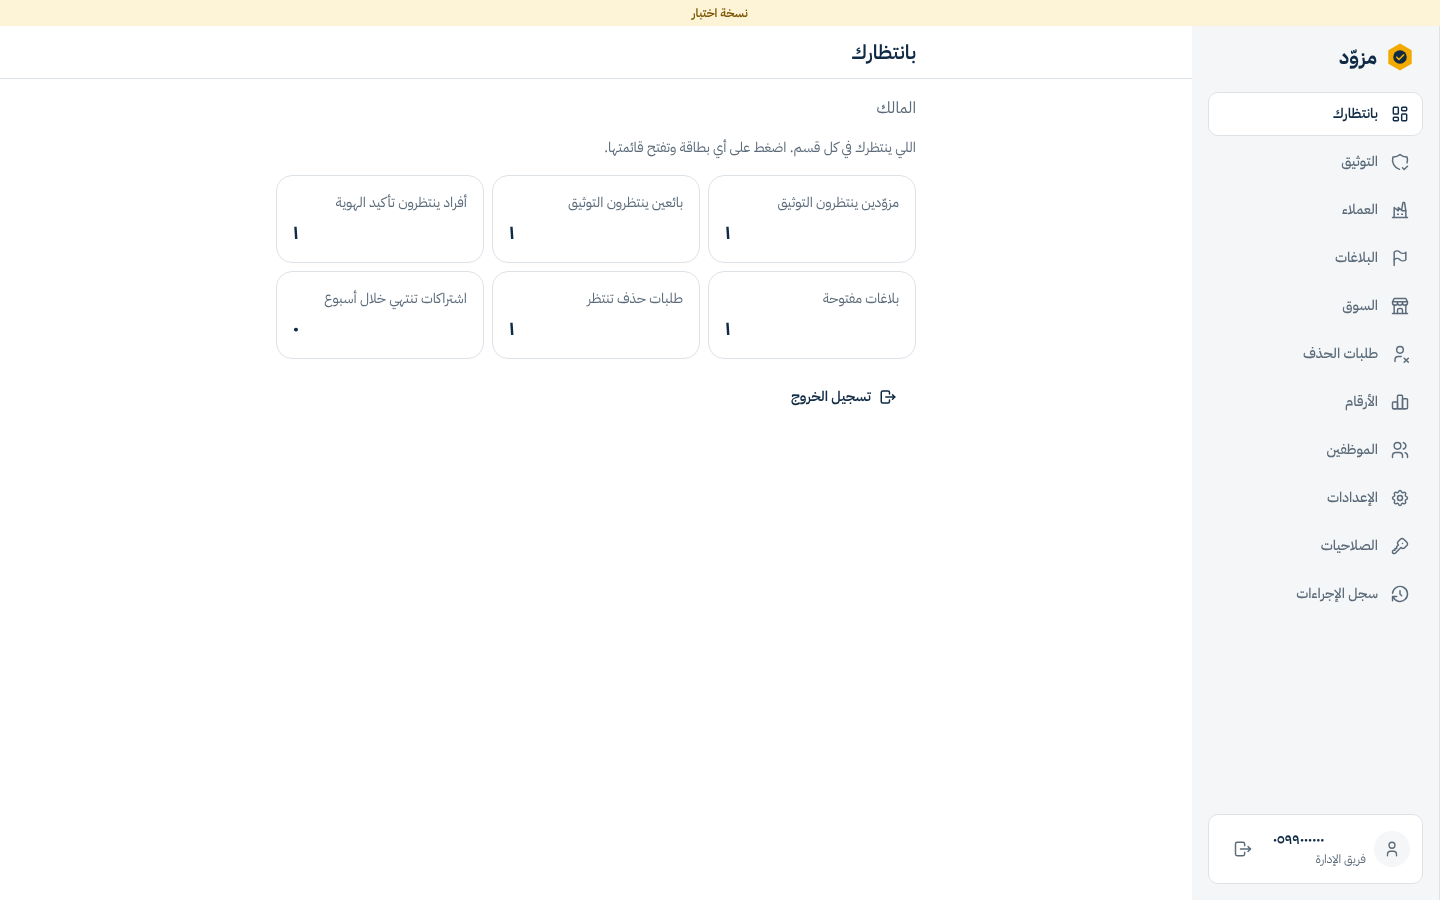 نسخة اختبار
مزوّد
بانتظارك
التوثيق
العملاء
البلاغات
السوق
طلبات الحذف
الأرقام
الموظفين
الإعدادات
الصلاحيات
سجل الإجراءات
٠٥٩٩٠٠٠٠٠٠
فريق الإدارة
بانتظارك
المالك
اللي ينتظرك في كل قسم. اضغط على أي بطاقة وتفتح قائمتها.
مزوّدين ينتظرون التوثيق
١
بائعين ينتظرون التوثيق
١
أفراد ينتظرون تأكيد الهوية
١
بلاغات مفتوحة
١
طلبات حذف تنتظر
١
اشتراكات تنتهي خلال أسبوع
٠
تسجيل الخروج